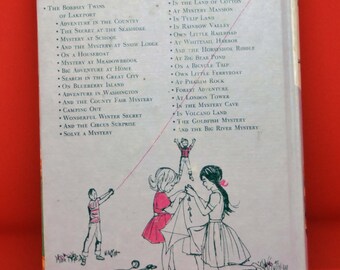 The Bobbsey Twins
of Lakeport
Adventure in the Country
The Secret at the Seashore
Mystery at School
And the Mystery at Snow Lodge
On a Houseboat
Mystery at Meadowbrook
Big Adventure at Home
Search in the Great City
On Blueberry Island
Adventure in Washington
And the County Fair Mystery
Camping Out
Wonderful Winter Secret
And the Circus Surprise
Solve a Mystery
In the Land of Cotton
At Mystery Mansion
In Tulip Land
In Rainbow Valley
Own Little Railroad
At Whitesail Harbor
And the Horseshoe Riddle
At Big Bear Pond
On a Bicycle Trip
Own Little Ferryboat
At Pilgrim Rock
Forest Adventure
At London Tower
In the Mystery Cave
In Volcano Land
The Goldfish Mystery
And the Big River Mystery